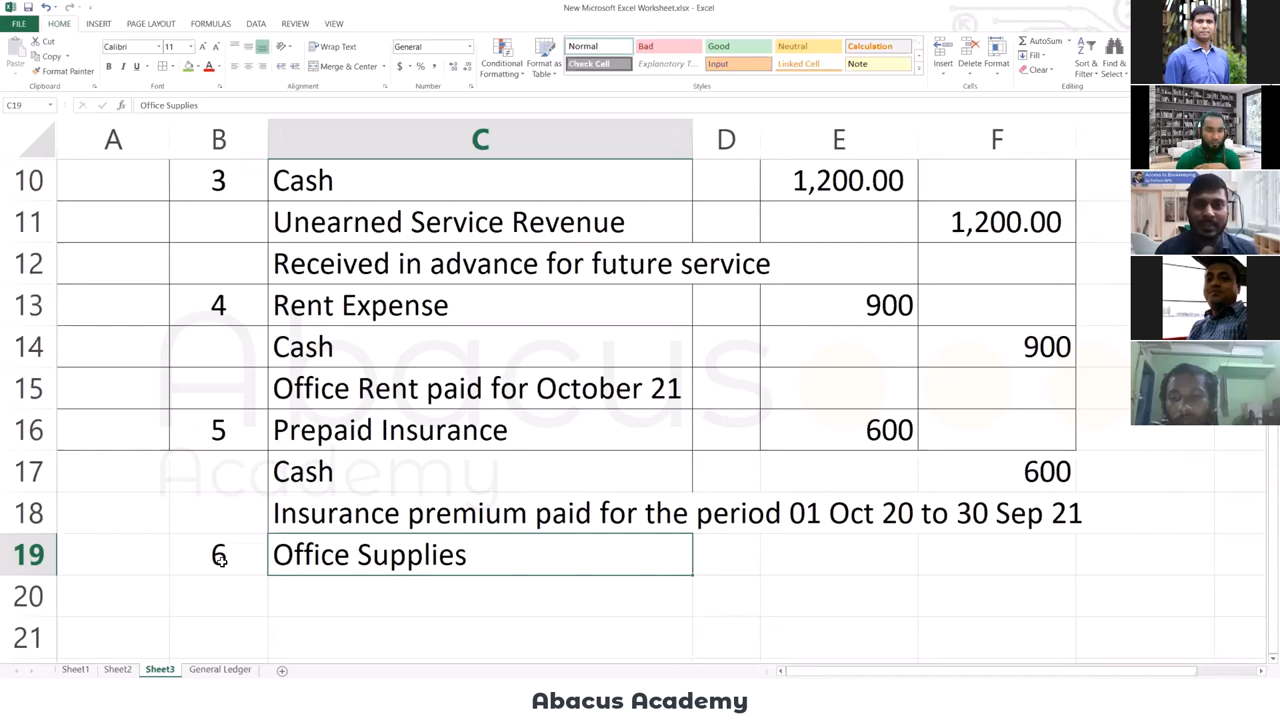 New Microsoft Excel Worksheet.xlsx - Excel
FILE HOME INSERT PAGE LAYOUT FORMULAS DATA REVIEW VIEW
Cut
Copy
Format Painter
Paste
Clipboard
Calibri 11
B I U
Font
Wrap Text
Merge & Center
Alignment
General
$ % ,
Number
Conditional Formatting
Format as Table
Normal Bad Good Neutral Calculation
Check Cell Explanatory T... Input Linked Cell Note
Styles
Insert Delete Format
Cells
AutoSum
Fill
Clear
Sort & Filter
Find & Select
Editing
C19 fx Office Supplies
A B C D E F
10 3 Cash 1,200.00
11 Unearned Service Revenue 1,200.00
12 Received in advance for future service
13 4 Rent Expense 900
14 Cash 900
15 Office Rent paid for October 21
16 5 Prepaid Insurance 600
17 Cash 600
18 Insurance premium paid for the period 01 Oct 20 to 30 Sep 21
19 6 Office Supplies
20
21
Abacus
Academy
Sheet1 Sheet2 Sheet3 General Ledger
Abacus Academy